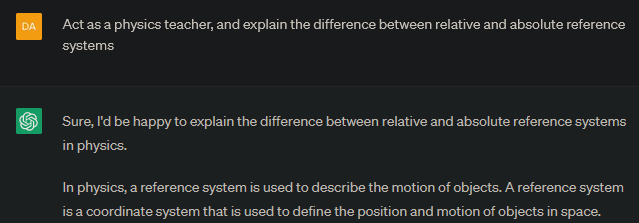 DA
Act as a physics teacher, and explain the difference between relative and absolute reference
systems
Sure, I'd be happy to explain the difference between relative and absolute reference systems
in physics.
In physics, a reference system is used to describe the motion of objects. A reference system
is a coordinate system that is used to define the position and motion of objects in space.